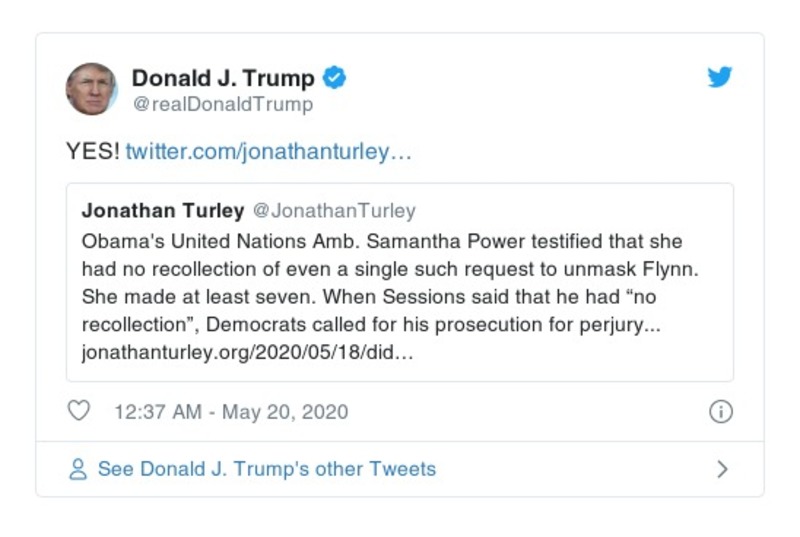 Donald J. Trump
@realDonaldTrump
YES! twitter.com/jonathanturley…
Jonathan Turley @JonathanTurley
Obama's United Nations Amb. Samantha Power testified that she
had no recollection of even a single such request to unmask Flynn.
She made at least seven. When Sessions said that he had “no
recollection”, Democrats called for his prosecution for perjury...
jonathanturley.org/2020/05/18/did…
12:37 AM - May 20, 2020
See Donald J. Trump's other Tweets